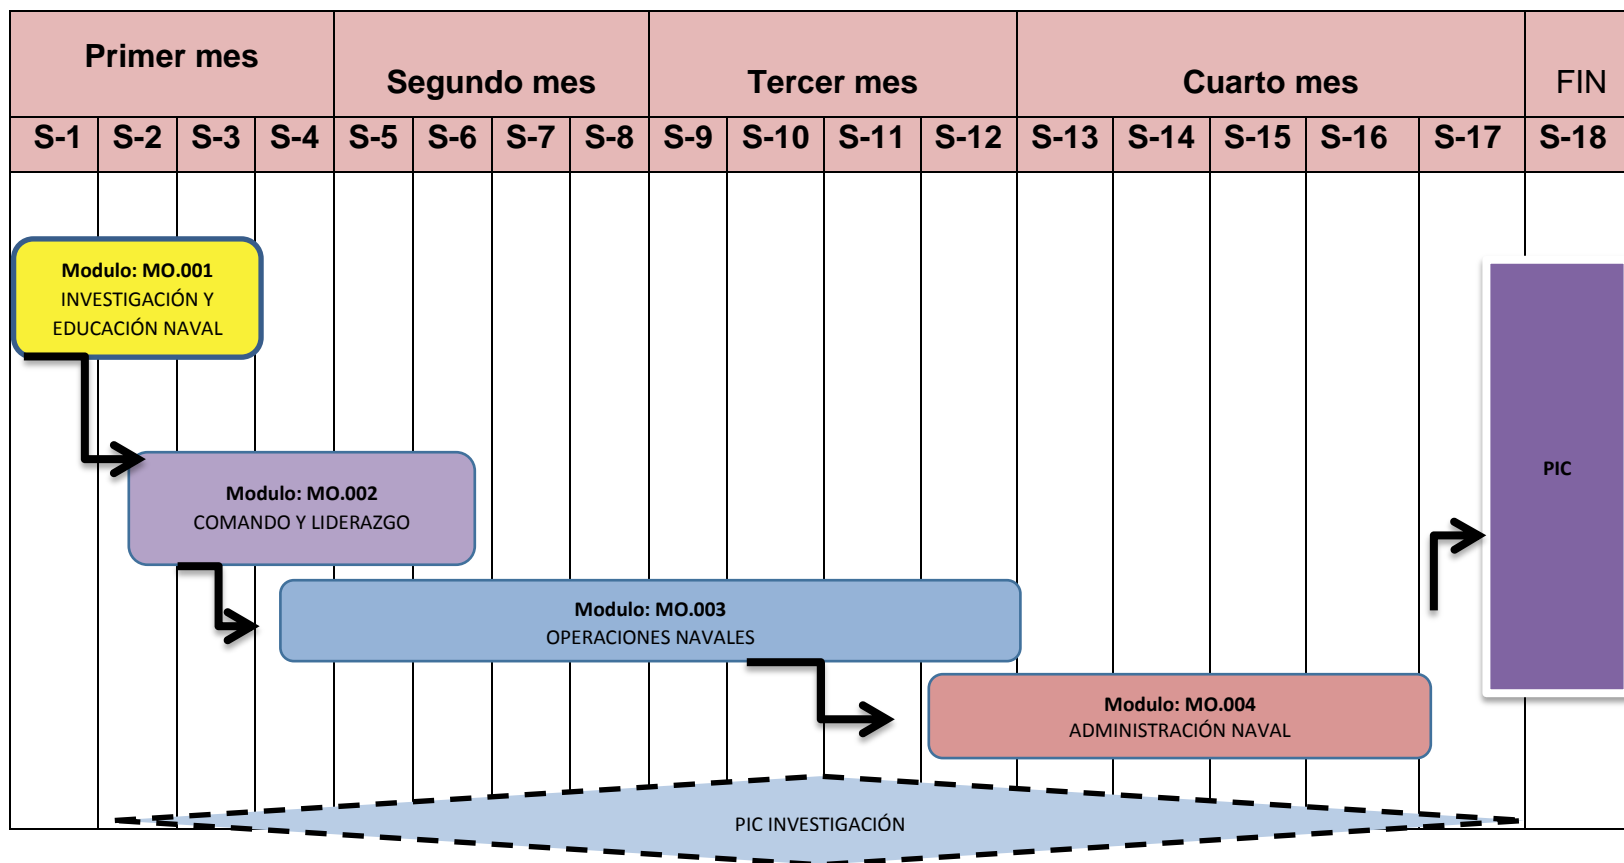 Primer mes
Segundo mes
Tercer mes
Cuarto mes
FIN
S-1
S-2
S-3
S-4
S-5
S-6
S-7
S-8
S-9
S-10
S-11
S-12
S-13
S-14
S-15
S-16
S-17
S-18
Modulo: MO.001
INVESTIGACIÓN Y
EDUCACIÓN NAVAL
Modulo: MO.002
COMANDO Y LIDERAZGO
Modulo: MO.003
OPERACIONES NAVALES
Modulo: MO.004
ADMINISTRACIÓN NAVAL
PIC
PIC INVESTIGACIÓN